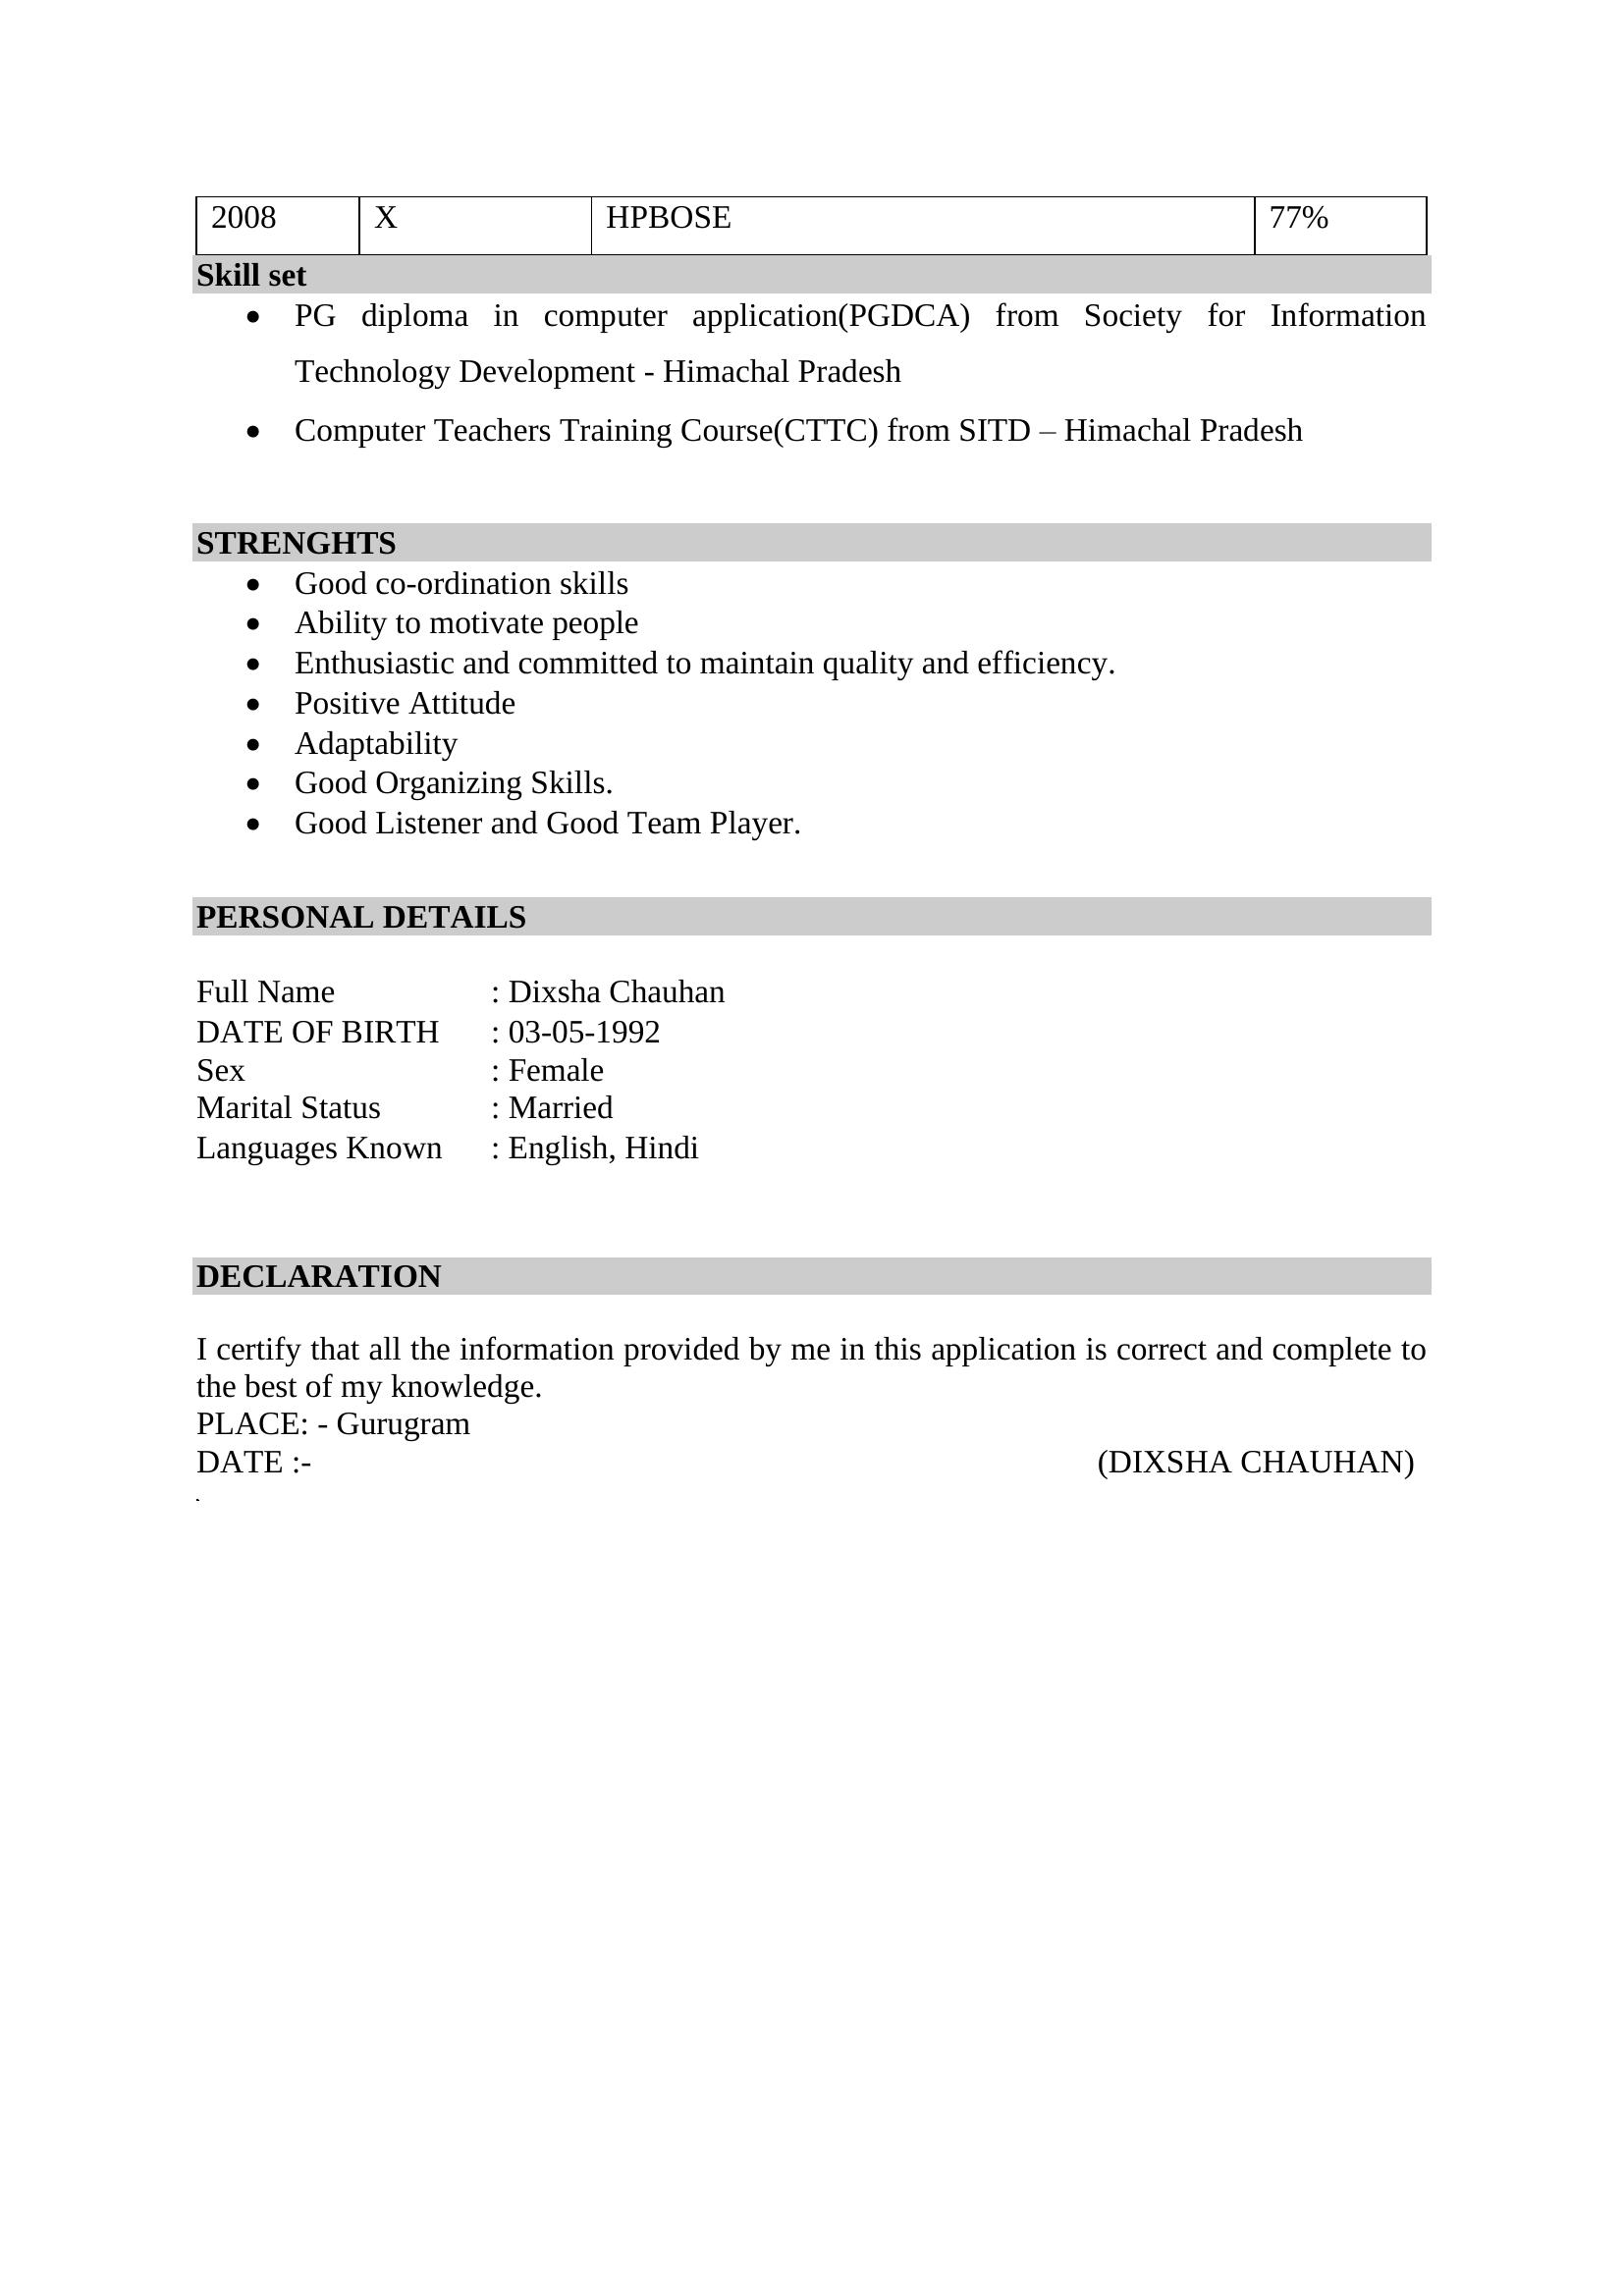 2008 X HPBOSE 77%
Skill set
• PG diploma in computer application(PGDCA) from Society for Information
Technology Development - Himachal Pradesh
• Computer Teachers Training Course(CTTC) from SITD – Himachal Pradesh
STRENGHTS
• Good co-ordination skills
• Ability to motivate people
• Enthusiastic and committed to maintain quality and efficiency.
• Positive Attitude
• Adaptability
• Good Organizing Skills.
• Good Listener and Good Team Player.
PERSONAL DETAILS
Full Name : Dixsha Chauhan
DATE OF BIRTH : 03-05-1992
Sex : Female
Marital Status : Married
Languages Known : English, Hindi
DECLARATION
I certify that all the information provided by me in this application is correct and complete to
the best of my knowledge.
PLACE: - Gurugram
DATE :- (DIXSHA CHAUHAN)